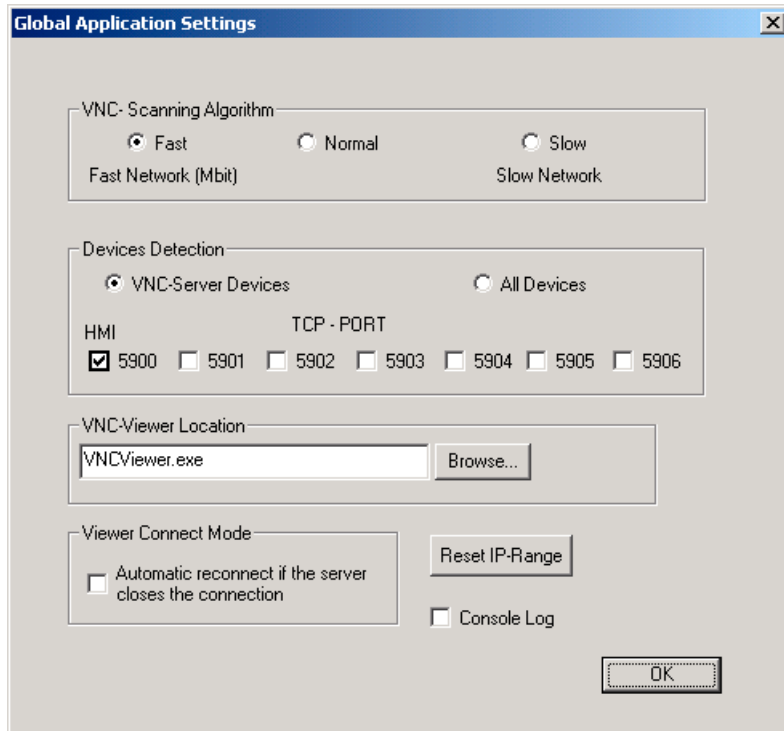 Global Application Settings
VNC- Scanning Algorithm
Fast Normal Slow
Fast Network (Mbit) Slow Network
Devices Detection
VNC-Server Devices All Devices
HMI TCP - PORT
5900 5901 5902 5903 5904 5905 5906
VNC-Viewer Location
VNCViewer.exe Browse...
Viewer Connect Mode
Automatic reconnect if the server
closes the connection
Reset IP-Range
Console Log
OK